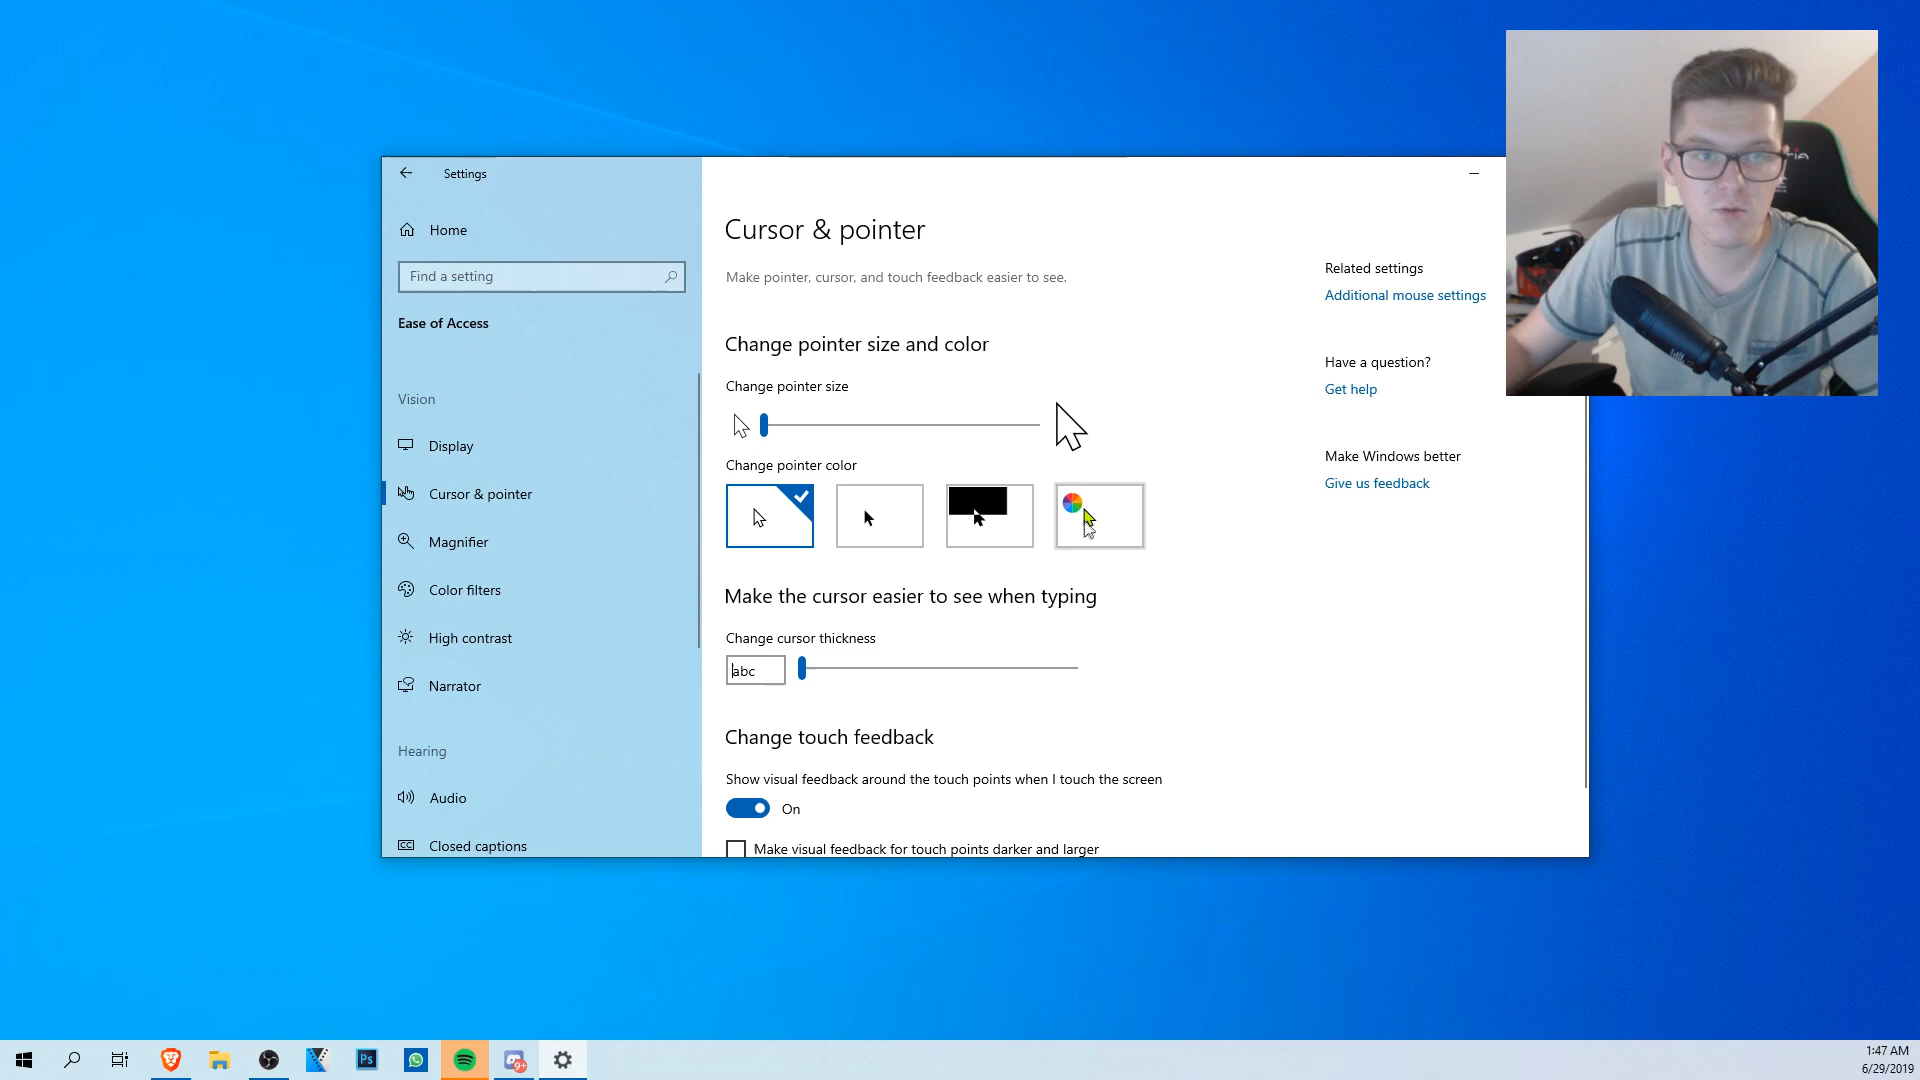 Settings
Home
Find a setting
Ease of Access
Vision
Display
Cursor & pointer
Magnifier
Color filters
High contrast
Narrator
Hearing
Audio
Closed captions
Cursor & pointer
Make pointer, cursor, and touch feedback easier to see.
Change pointer size and color
Change pointer size
Change pointer color
Make the cursor easier to see when typing
Change cursor thickness
abc
Change touch feedback
Show visual feedback around the touch points when I touch the screen
On
Make visual feedback for touch points darker and larger
Related settings
Additional mouse settings
Have a question?
Get help
Make Windows better
Give us feedback
CC
Ps
9+
1:47 AM
6/29/2019